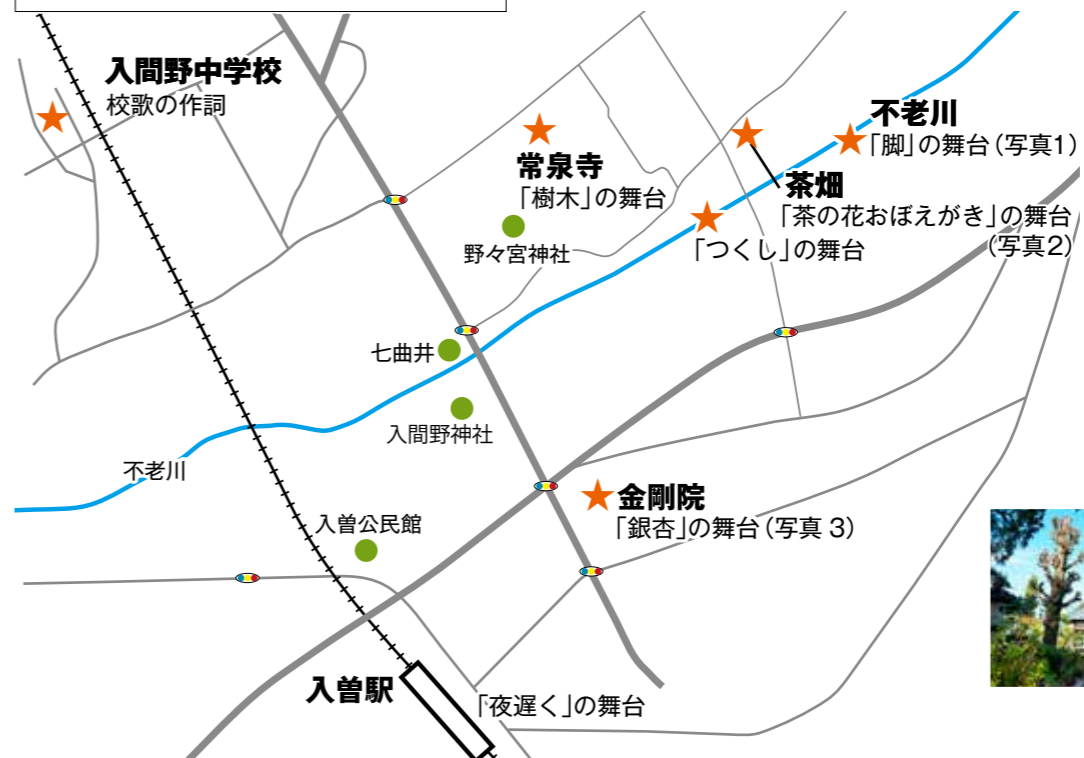 入間野中学校
校歌の作詞
常泉寺
「樹木」の舞台
野々宮神社
不老川
「脚」の舞台(写真1)
茶畑
「茶の花おぼえがき」の舞台
(写真2)
「つくし」の舞台
七曲井
入間野神社
不老川
入曽公民館
金剛院
「銀杏」の舞台(写真 3)
入曽駅
「夜遅く」の舞台